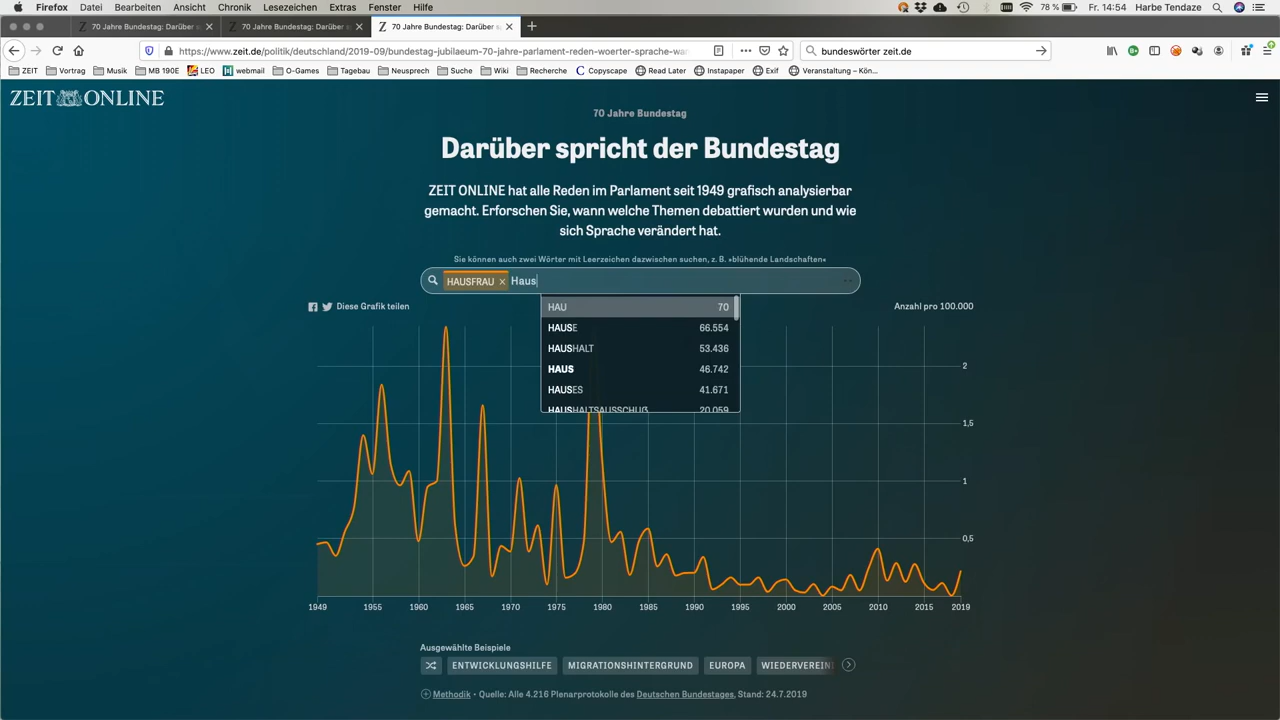 Firefox Datei Bearbeiten Ansicht Chronik Lesezeichen Extras Fenster Hilfe 78 % Fr. 14:54 Harbe Tendaze
70 Jahre Bundestag: Darüber 70 Jahre Bundestag: Darüber 70 Jahre Bundestag: Darüber
https://www.zeit.de/politik/deutschland/2019-09/bundestag-jubilaeum-70-jahre-parlament-reden-woerter-sprache-wan bundeswörter zeit.de
ZEIT Vortrag Musik MB 190E LEO webmail O-Games Tagebau Neusprech Suche Wiki Recherche Copyscape Read Later Instapaper Exif Veranstaltung – Kön...
ZEIT ONLINE
70 Jahre Bundestag
Darüber spricht der Bundestag
ZEIT ONLINE hat alle Reden im Parlament seit 1949 grafisch analysierbar
gemacht. Erforschen Sie, wann welche Themen debattiert wurden und wie
sich Sprache verändert hat.
Sie können auch zwei Wörter mit Leerzeichen dazwischen suchen, z. B. »blühende Landschaften«
HAUSFRAU × Haus
Diese Grafik teilen Anzahl pro 100.000
HAU 70
HAUSE 66.554
HAUSHALT 53.436
HAUS 46.742
HAUSES 41.671
HAUSHALTSAUSSCHUß 20.059
2
1,5
1
0,5
1949 1955 1960 1965 1970 1975 1980 1985 1990 1995 2000 2005 2010 2015 2019
Ausgewählte Beispiele
ENTWICKLUNGSHILFE MIGRATIONSHINTERGRUND EUROPA WIEDERVEREIN
Methodik • Quelle: Alle 4.216 Plenarprotokolle des Deutschen Bundestages, Stand: 24.7.2019